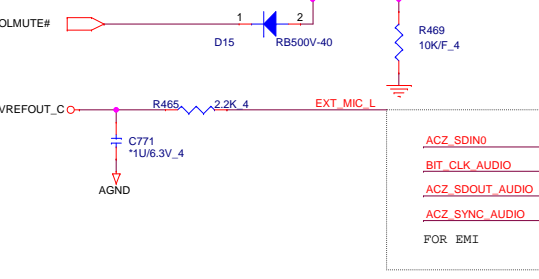 OLMUTE#
1
2
D15
RB500V-40
R469
10K/F_4
VREFOUT_C
R465
2.2K_4
EXT_MIC_L
C771
*1U/6.3V_4
AGND
ACZ_SDIN0
BIT_CLK_AUDIO
ACZ_SDOUT_AUDIO
ACZ_SYNC_AUDIO
FOR EMI